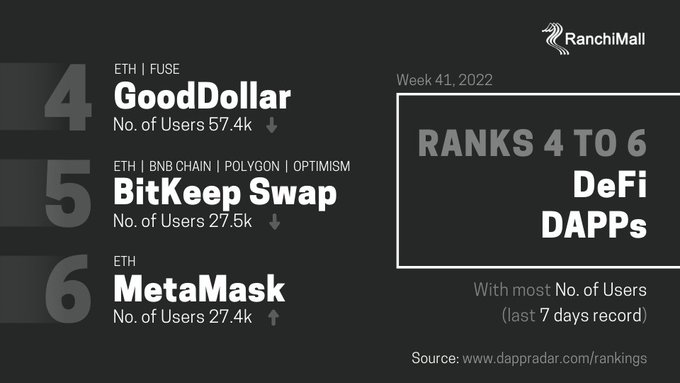 RanchiMall
4
ETH | FUSE
GoodDollar
No. of Users 57.4k
5
ETH | BNB CHAIN | POLYGON | OPTIMISM
BitKeep Swap
No. of Users 27.5k
6
ETH
MetaMask
No. of Users 27.4k
Week 41, 2022
RANKS 4 TO 6
DeFi
DAPPs
With most No. of Users
(last 7 days record)
Source: www.dappradar.com/rankings